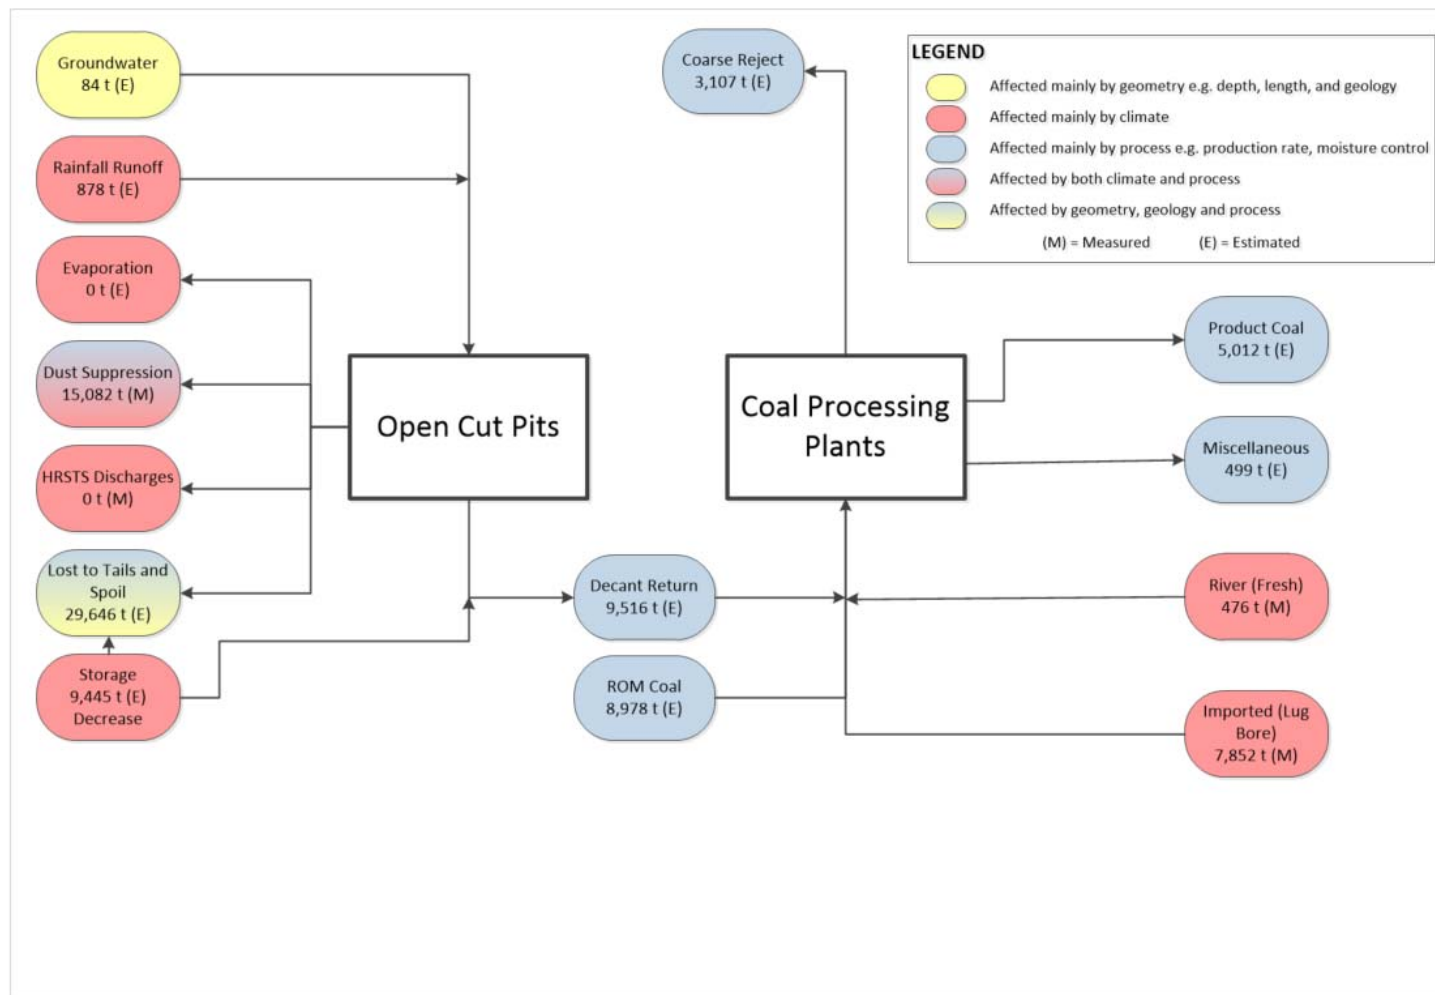 Groundwater
84 t (E)
Rainfall Runoff
878 t (E)
Evaporation
0 t (E)
Dust Suppression
15,082 t (M)
HRSTS Discharges
0 t (M)
Lost to Tails and
Spoil
29,646 t (E)
Storage
9,445 t (E)
Decrease
Open Cut Pits
Coarse Reject
3,107 t (E)
Coal Processing
Plants
Decant Return
9,516 t (E)
ROM Coal
8,978 t (E)
LEGEND
Affected mainly by geometry e.g. depth, length, and geology
Affected mainly by climate
Affected mainly by process e.g. production rate, moisture control
Affected by both climate and process
Affected by geometry, geology and process
(M) = Measured (E) = Estimated
Product Coal
5,012 t (E)
Miscellaneous
499 t (E)
River (Fresh)
476 t (M)
Imported (Lug
Bore)
7,852 t (M)